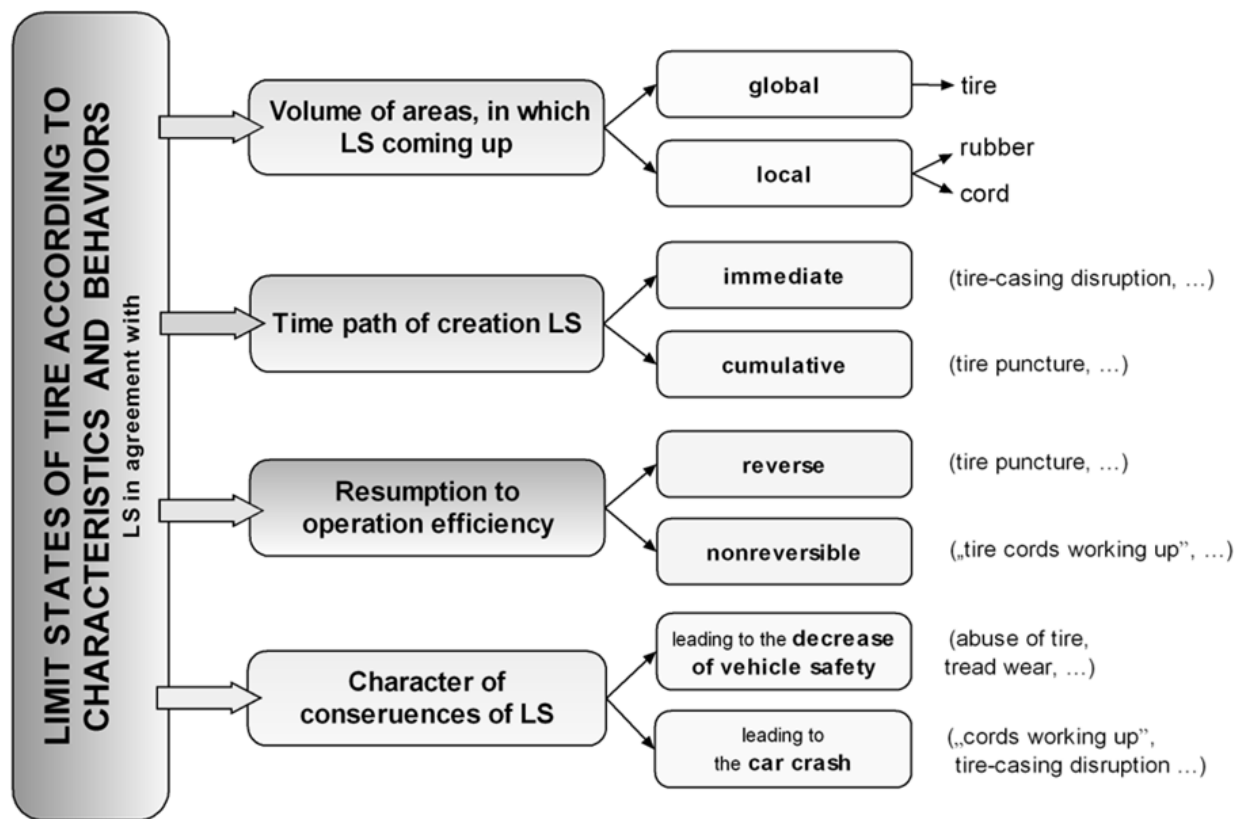 LIMIT STATES OF TIRE ACCORDING TO
CHARACTERISTICS AND BEHAVIORS
LS in agreement with
Volume of areas, in which
LS coming up
global
tire
local
rubber
cord
Time path of creation LS
immediate
(tire-casing disruption, …)
cumulative
(tire puncture, …)
Resumption to
operation efficiency
reverse
(tire puncture, …)
nonreversible
(„tire cords working up”, …)
Character of
conseruences of LS
leading to the decrease
of vehicle safety
(abuse of tire,
tread wear, …)
leading to
the car crash
(„cords working up”,
tire-casing disruption …)